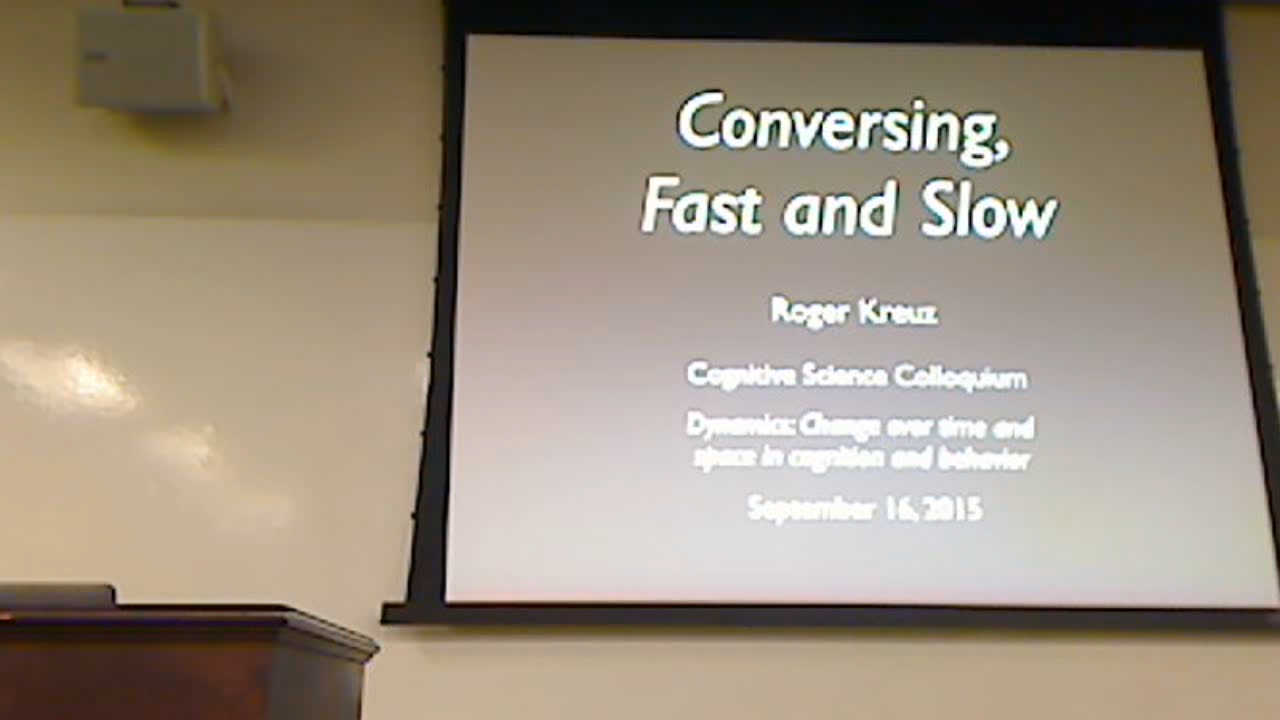 Conversing,
Fast and Slow
Roger Kreuz
Cognitive Science Colloquium
Dynamics: Change over time and
space in cognition and behavior
September 16, 2015